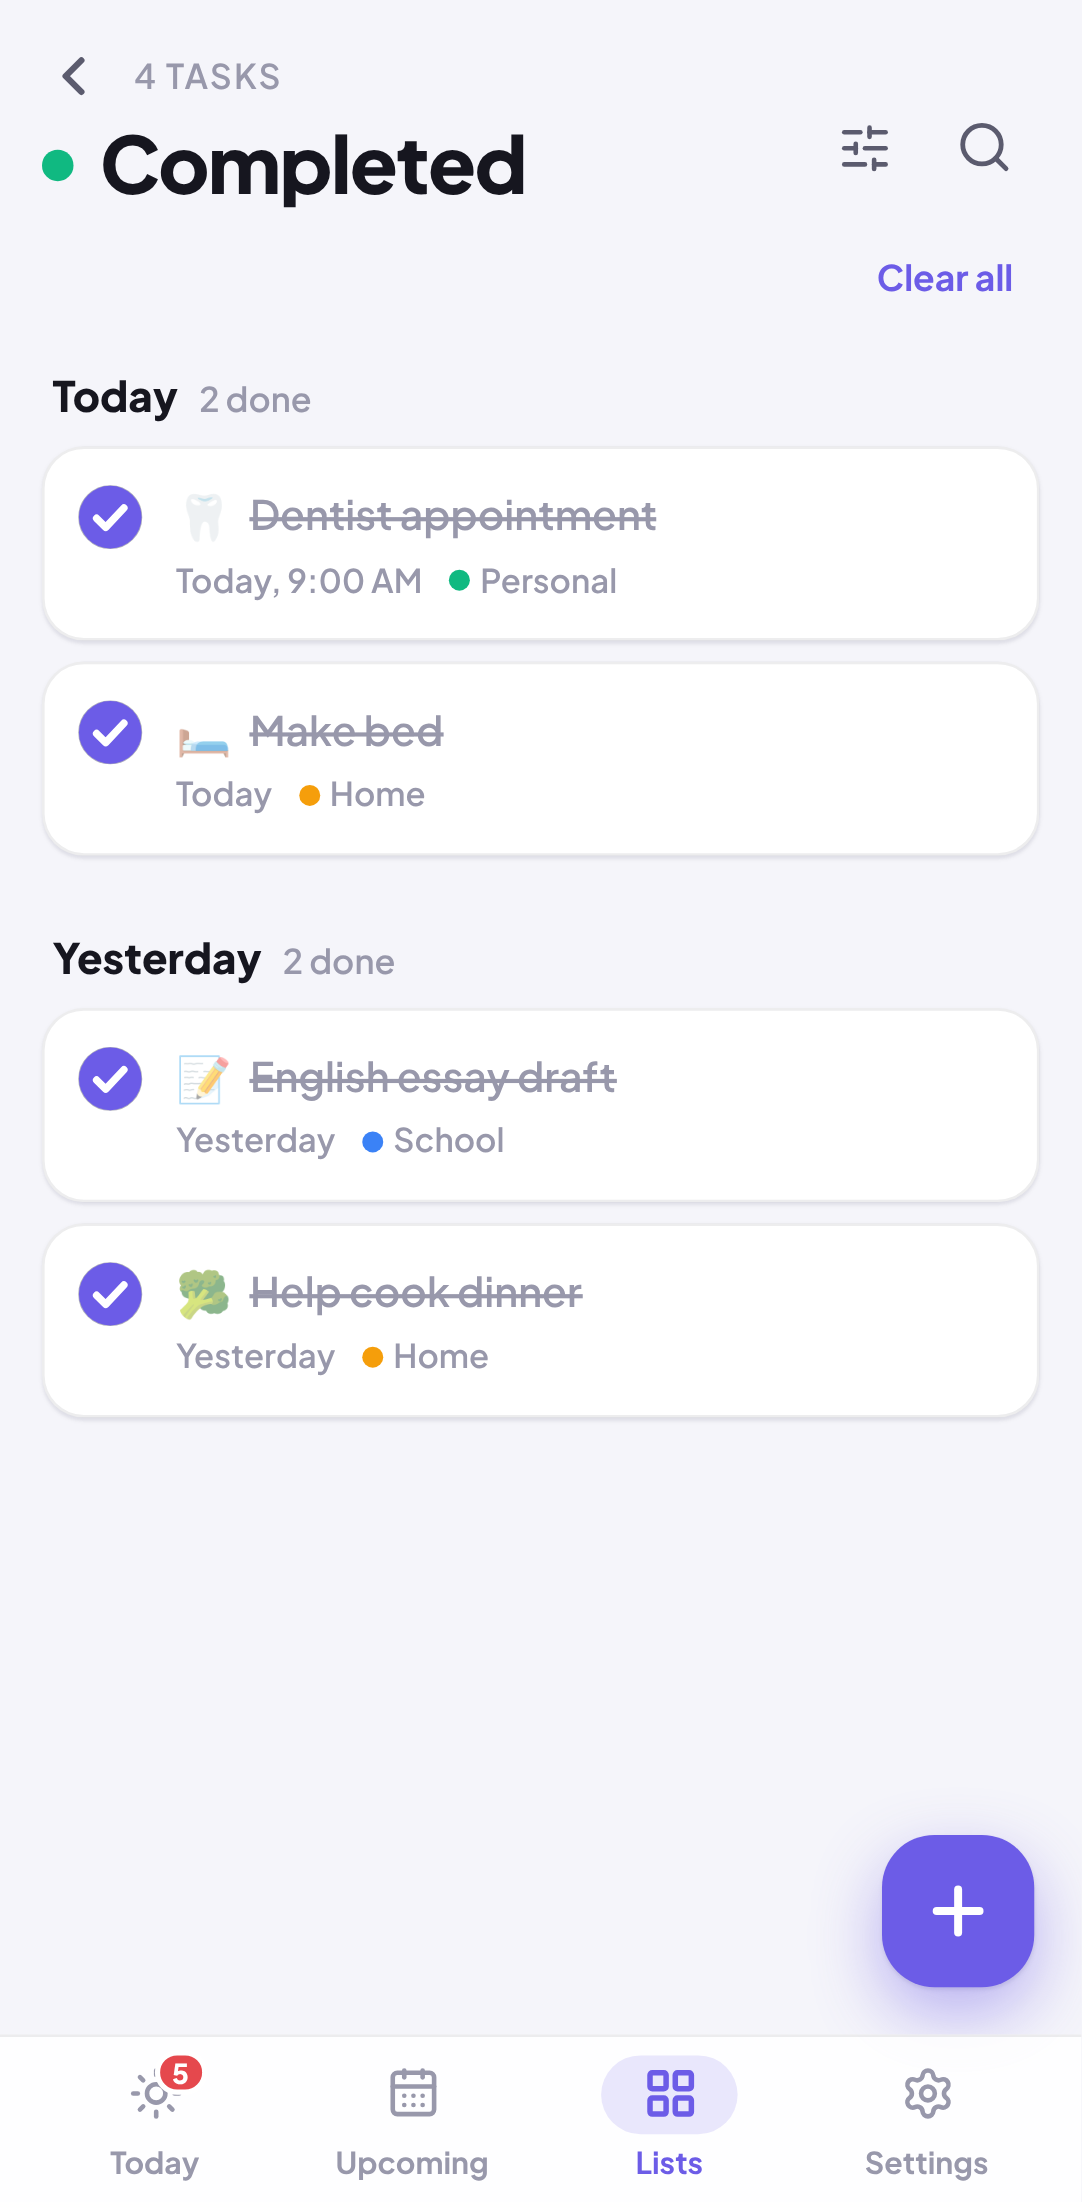 4 TASKS
Completed
Clear all
Today 2 done
Dentist appointment
Today, 9:00 AM Personal
Make bed
Today Home
Yesterday 2 done
English essay draft
Yesterday School
Help cook dinner
Yesterday Home
5
Today Upcoming Lists Settings